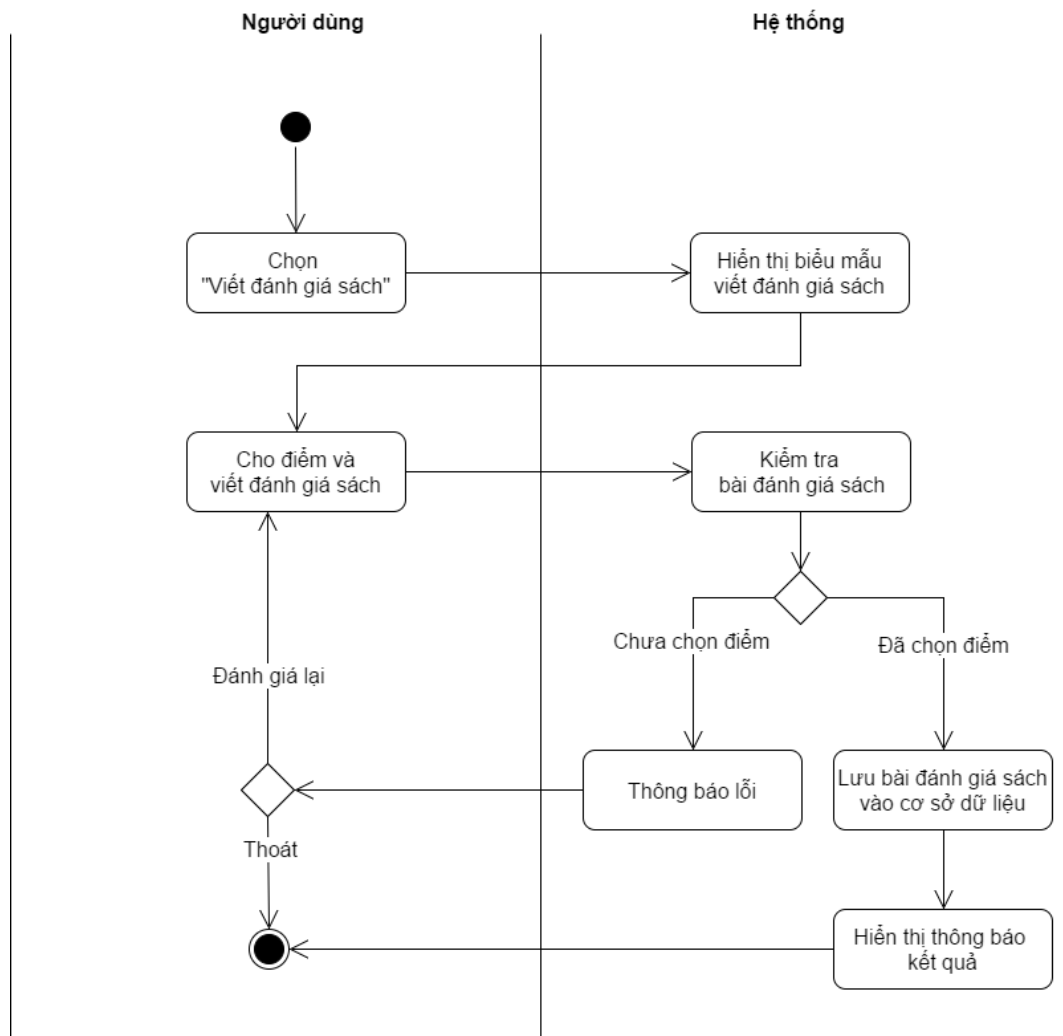 Người dùng
Hệ thống
Chọn
"Viết đánh giá sách"
Hiển thị biểu mẫu
viết đánh giá sách
Cho điểm và
viết đánh giá sách
Kiểm tra
bài đánh giá sách
Chưa chọn điểm
Đã chọn điểm
Đánh giá lại
Thông báo lỗi
Lưu bài đánh giá sách
vào cơ sở dữ liệu
Thoát
Hiển thị thông báo
kết quả